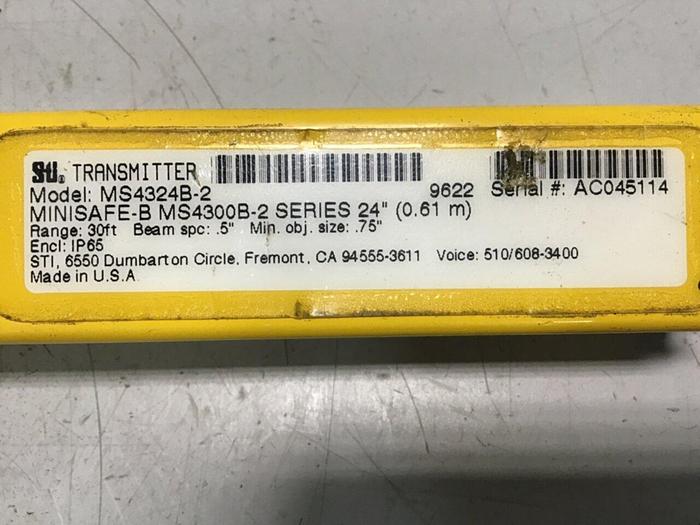 STI® TRANSMITTER
Model: MS4324B-2 9622 Serial #: AC045114
MINISAFE-B MS4300B-2 SERIES 24" (0.61 m)
Range: 30ft Beam spc: .5" Min. obj. size: .75"
Encl: IP65
STI, 6550 Dumbarton Circle, Fremont, CA 94555-3611 Voice: 510/608-3400
Made in U.S.A.